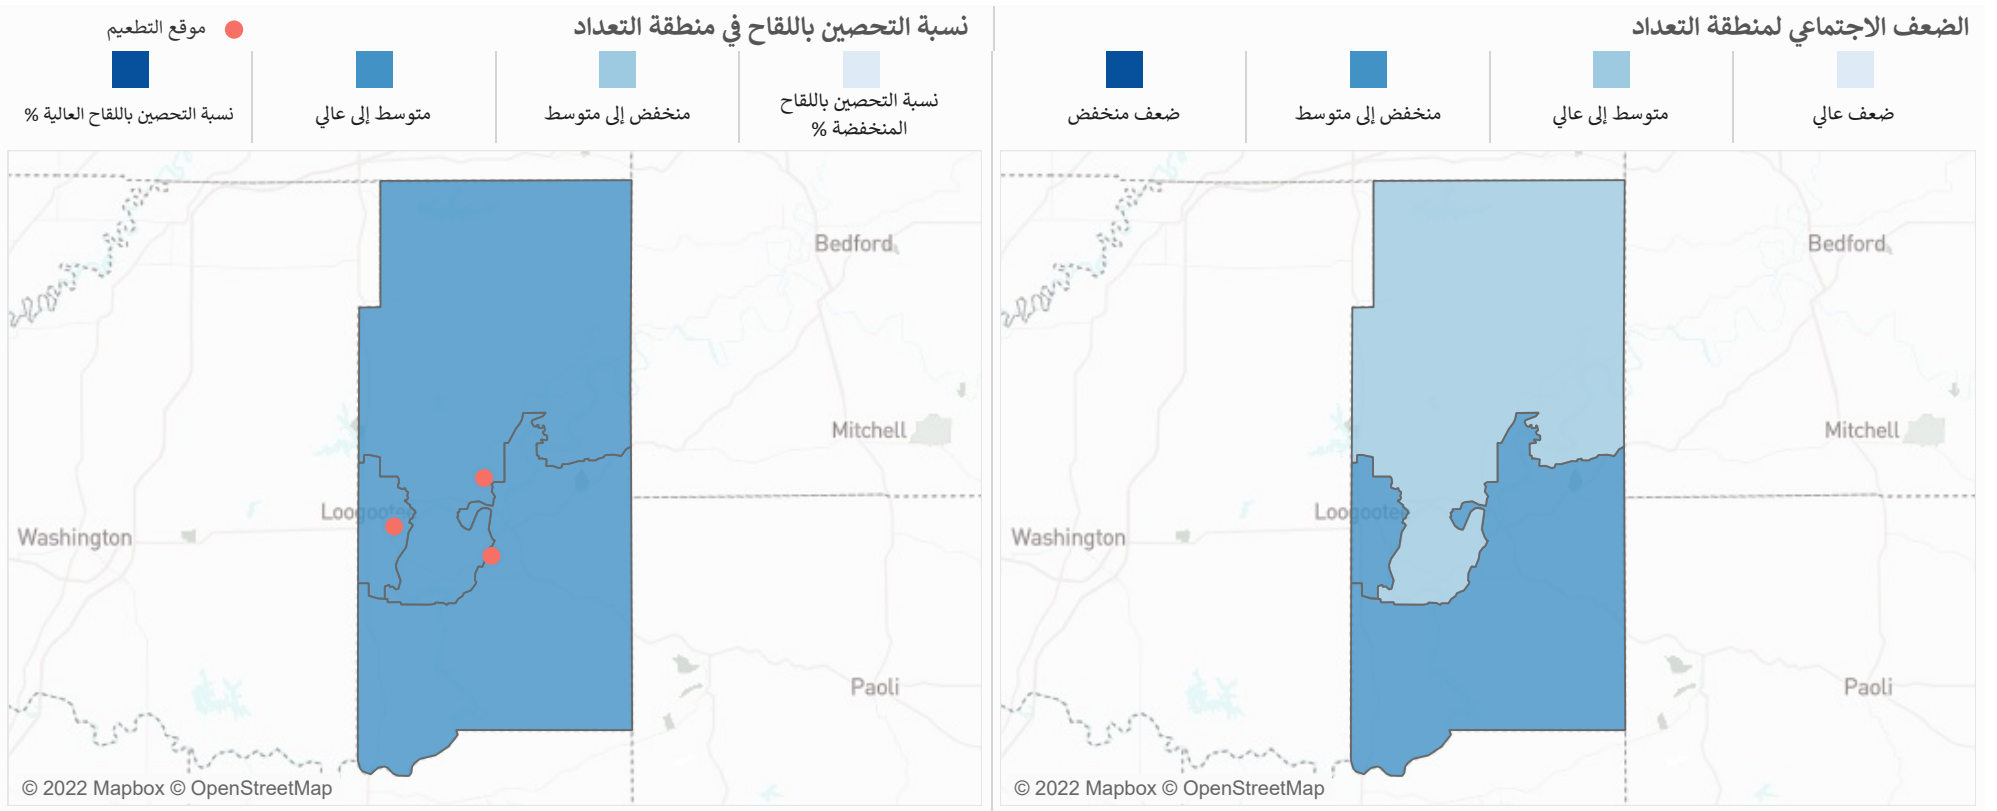 الضعف الاجتماعي لمنطقة التعداد
ضعف عالي
متوسط إلى عالي
منخفض إلى متوسط
ضعف منخفض
Bedford
Mitchell
Loogootee
Washington
Paoli
© 2022 Mapbox © OpenStreetMap
نسبة التحصين باللقاح في منطقة التعداد
موقع التطعيم
نسبة التحصين باللقاح
المنخفضة %
منخفض إلى متوسط
متوسط إلى عالي
نسبة التحصين باللقاح العالية %
Bedford
Mitchell
Loogootee
Washington
Paoli
© 2022 Mapbox © OpenStreetMap